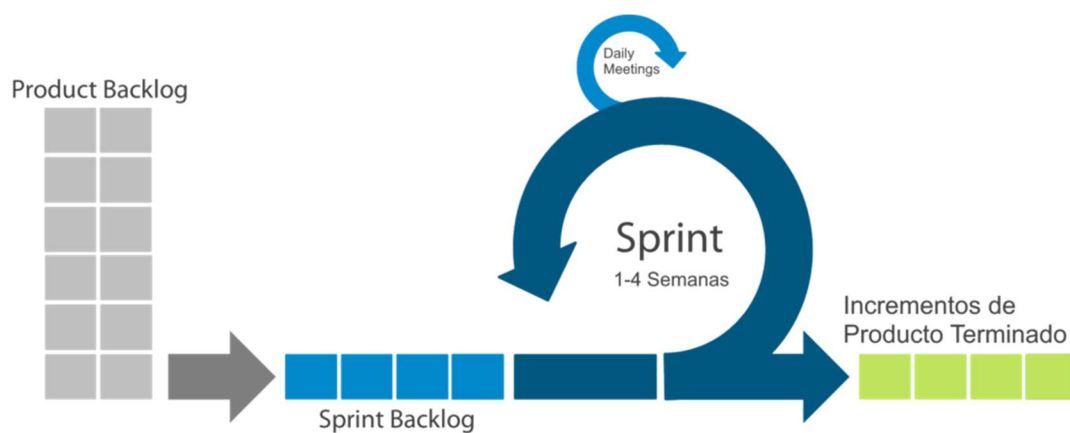 Product Backlog
Daily
Meetings
Sprint
1-4 Semanas
Incrementos de
Producto Terminado
Sprint Backlog